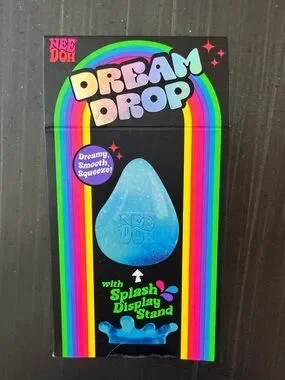 NEE
DOH
DREAM
DROP
Dreamy,
Smooth,
Squeeze!
NEE
DOH
with
Splash
Display
Stand